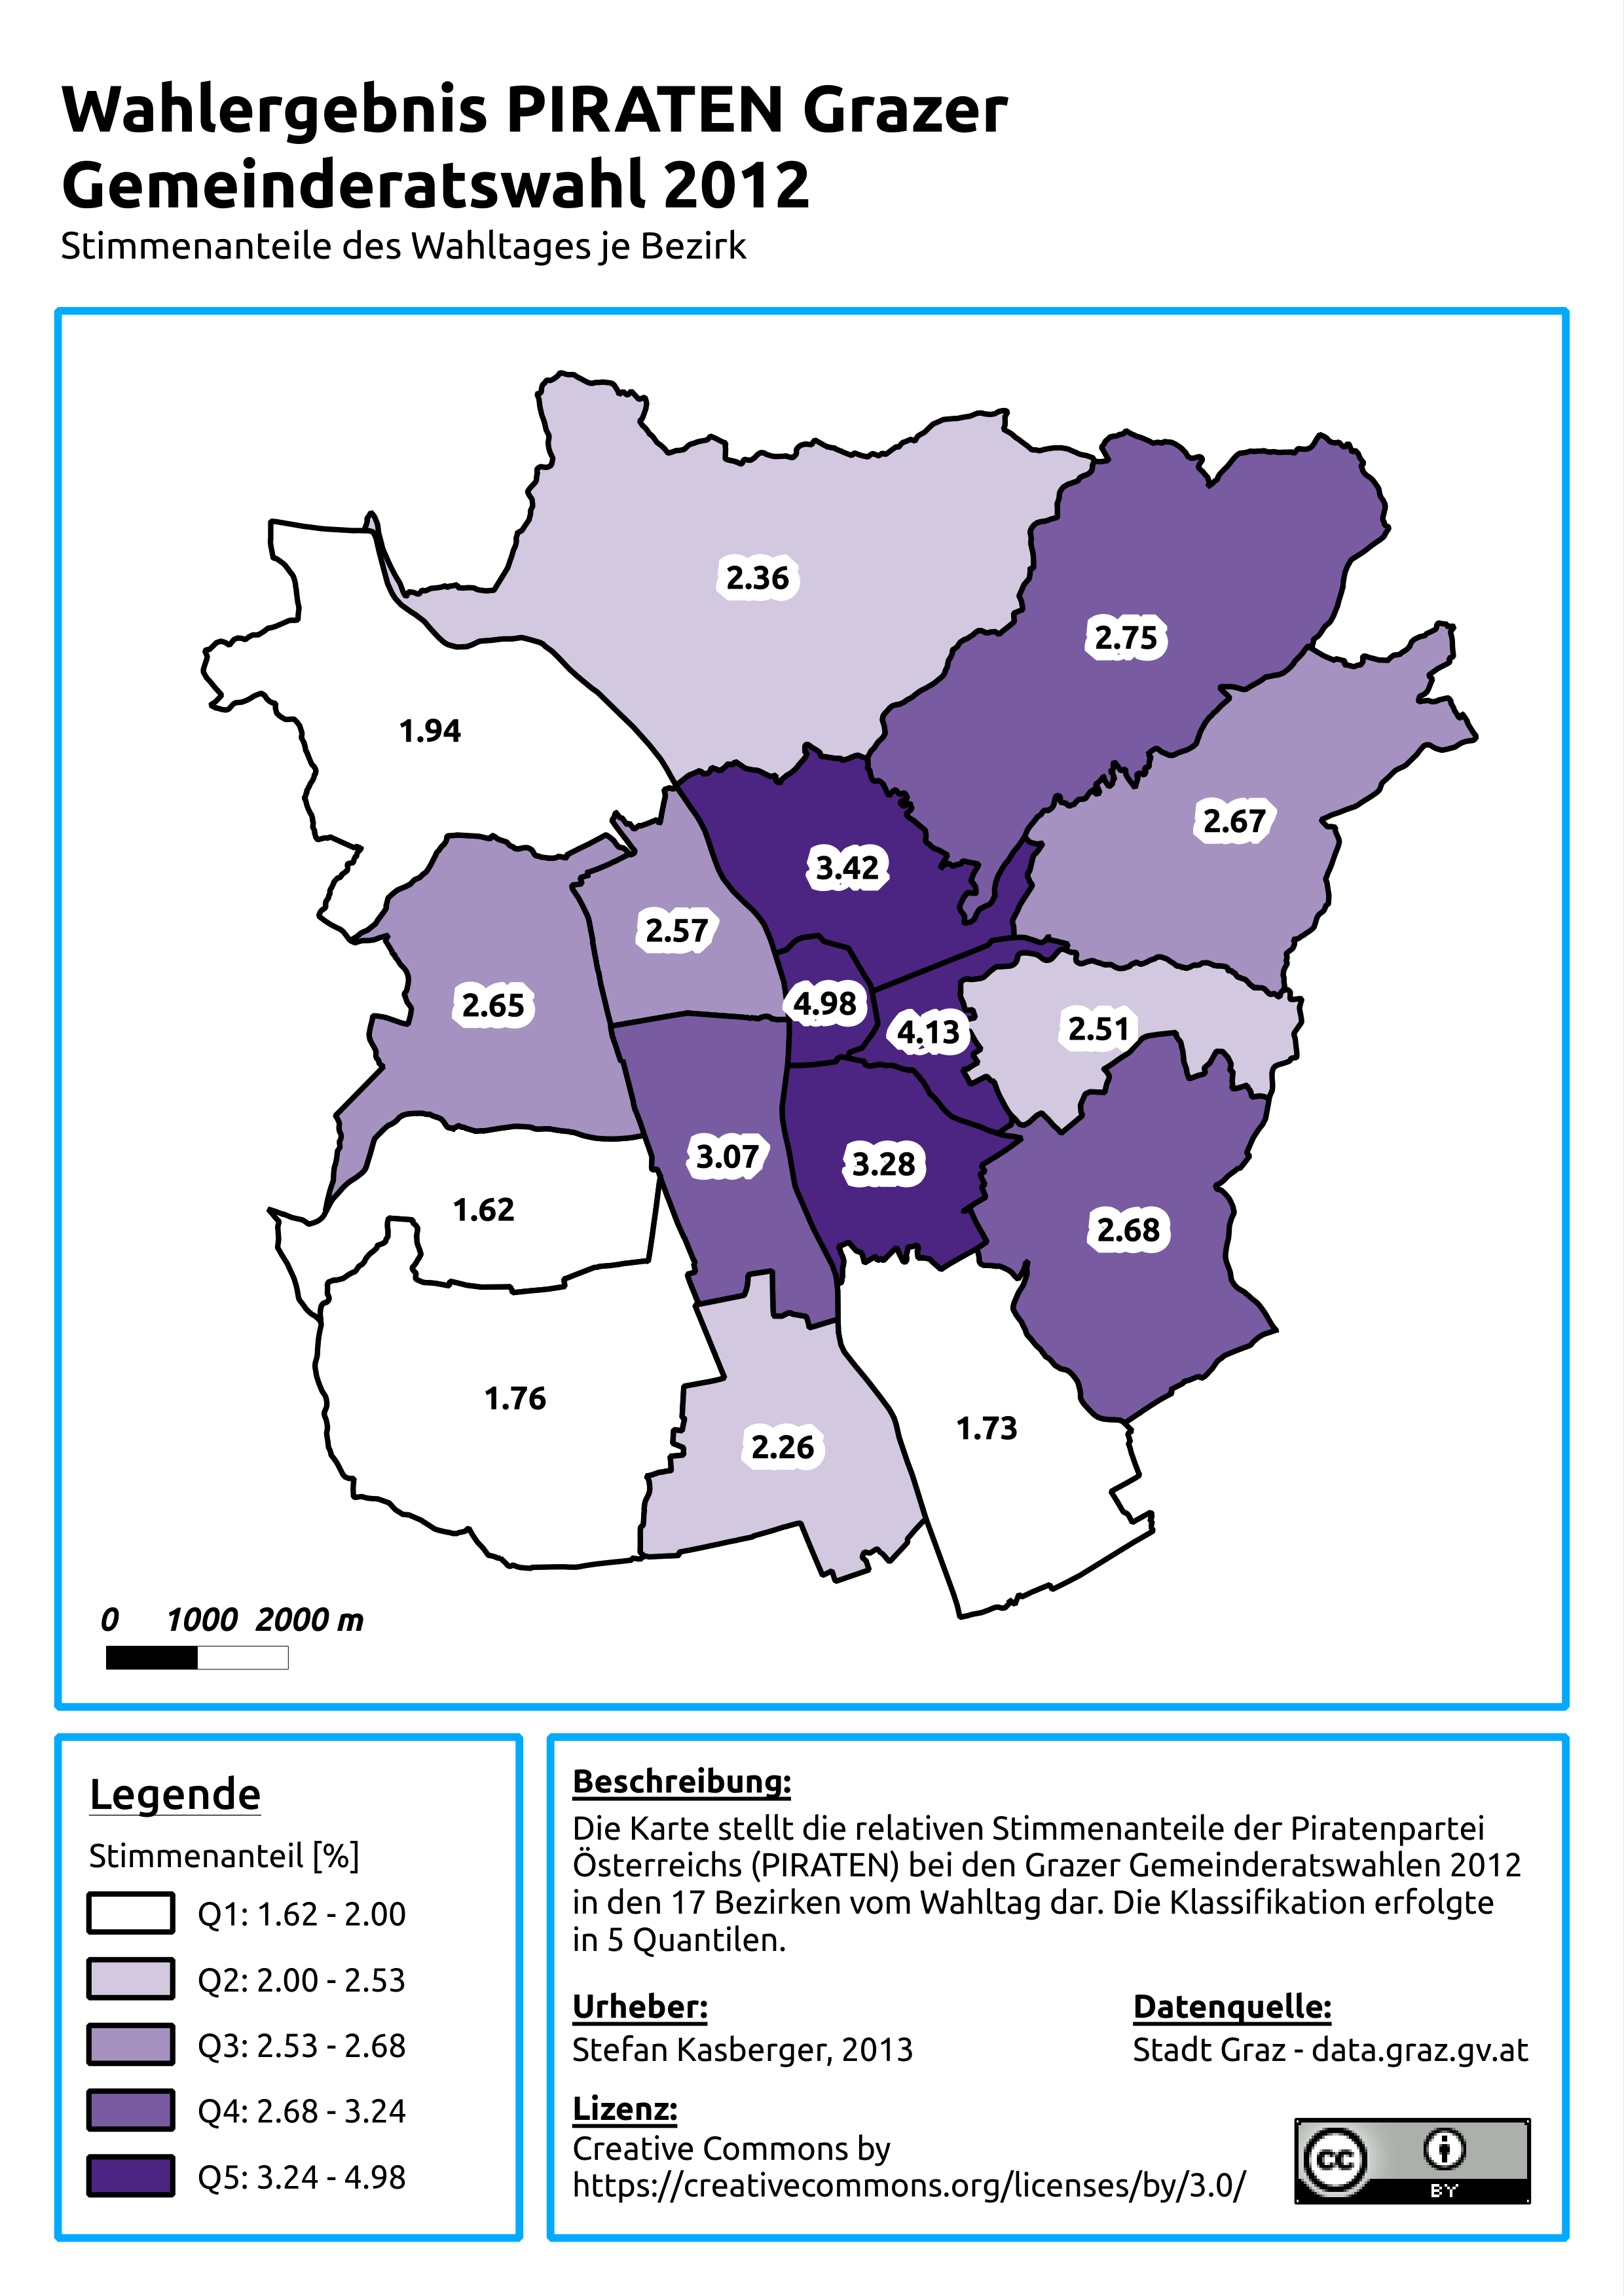 Wahlergebnis PIRATEN Grazer
Gemeinderatswahl 2012
Stimmenanteile des Wahltages je Bezirk
2.36
2.75
1.94
2.67
3.42
2.57
4.98
2.65
4.13
2.51
3.07
3.28
1.62
2.68
1.76
2.26
1.73
0 1000 2000 m
Legende
Stimmenanteil [%]
Q1: 1.62 - 2.00
Q2: 2.00 - 2.53
Q3: 2.53 - 2.68
Q4: 2.68 - 3.24
Q5: 3.24 - 4.98
Beschreibung:
Die Karte stellt die relativen Stimmenanteile der Piratenpartei
Österreichs (PIRATEN) bei den Grazer Gemeinderatswahlen 2012
in den 17 Bezirken vom Wahltag dar. Die Klassifikation erfolgte
in 5 Quantilen.
Urheber:
Stefan Kasberger, 2013
Datenquelle:
Stadt Graz - data.graz.gv.at
Lizenz:
Creative Commons by
https://creativecommons.org/licenses/by/3.0/
cc
BY